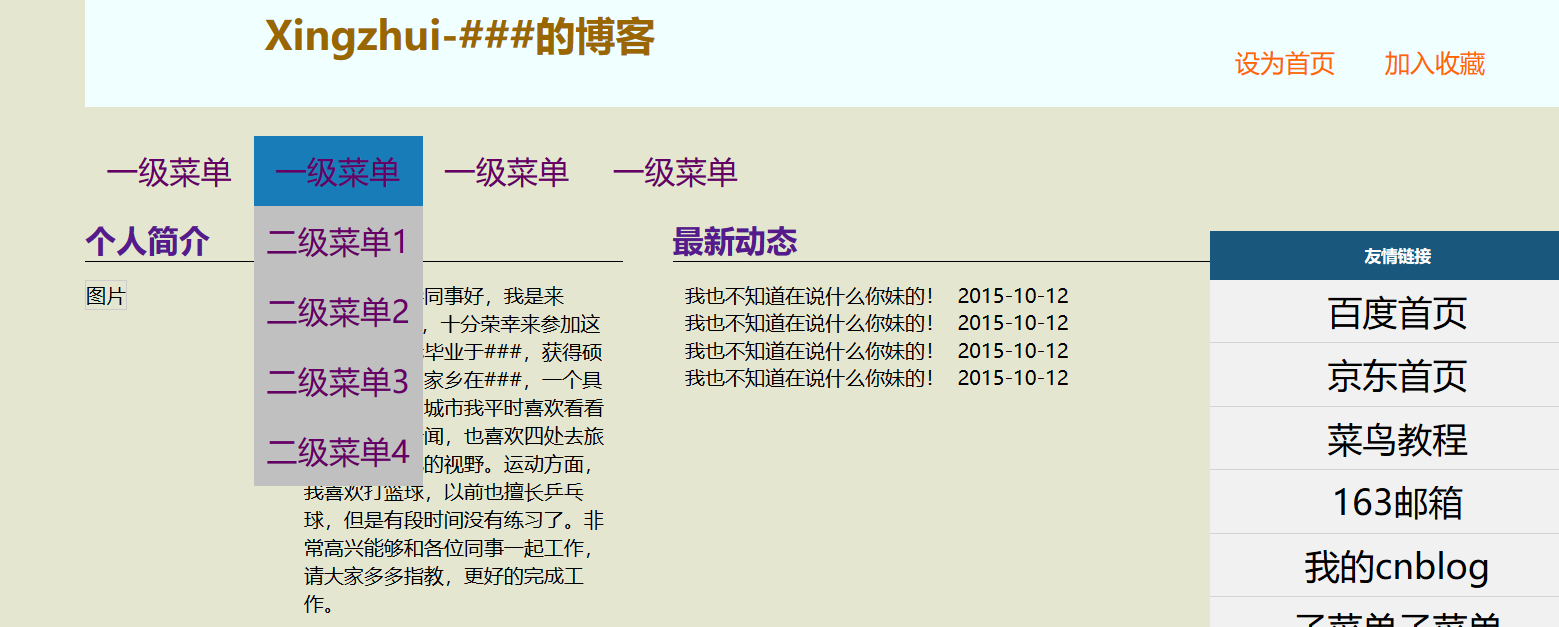 Xingzhui-###的博客
设为首页 加入收藏
一级菜单 一级菜单 一级菜单 一级菜单
二级菜单1
二级菜单2
二级菜单3
二级菜单4
个人简介
图片
同事好，我是来
，十分荣幸来参加这
毕业于###，获得硕
家乡在###，一个具
城市我平时喜欢看看
闻，也喜欢四处去旅
的视野。运动方面，
我喜欢打篮球，以前也擅长乒乓
球，但是有段时间没有练习了。非
常高兴能够和各位同事一起工作，
请大家多多指教，更好的完成工
作。
最新动态
我也不知道在说什么你妹的！ 2015-10-12
我也不知道在说什么你妹的！ 2015-10-12
我也不知道在说什么你妹的！ 2015-10-12
我也不知道在说什么你妹的！ 2015-10-12
友情链接
百度首页
京东首页
菜鸟教程
163邮箱
我的cnblog
子菜单子菜单